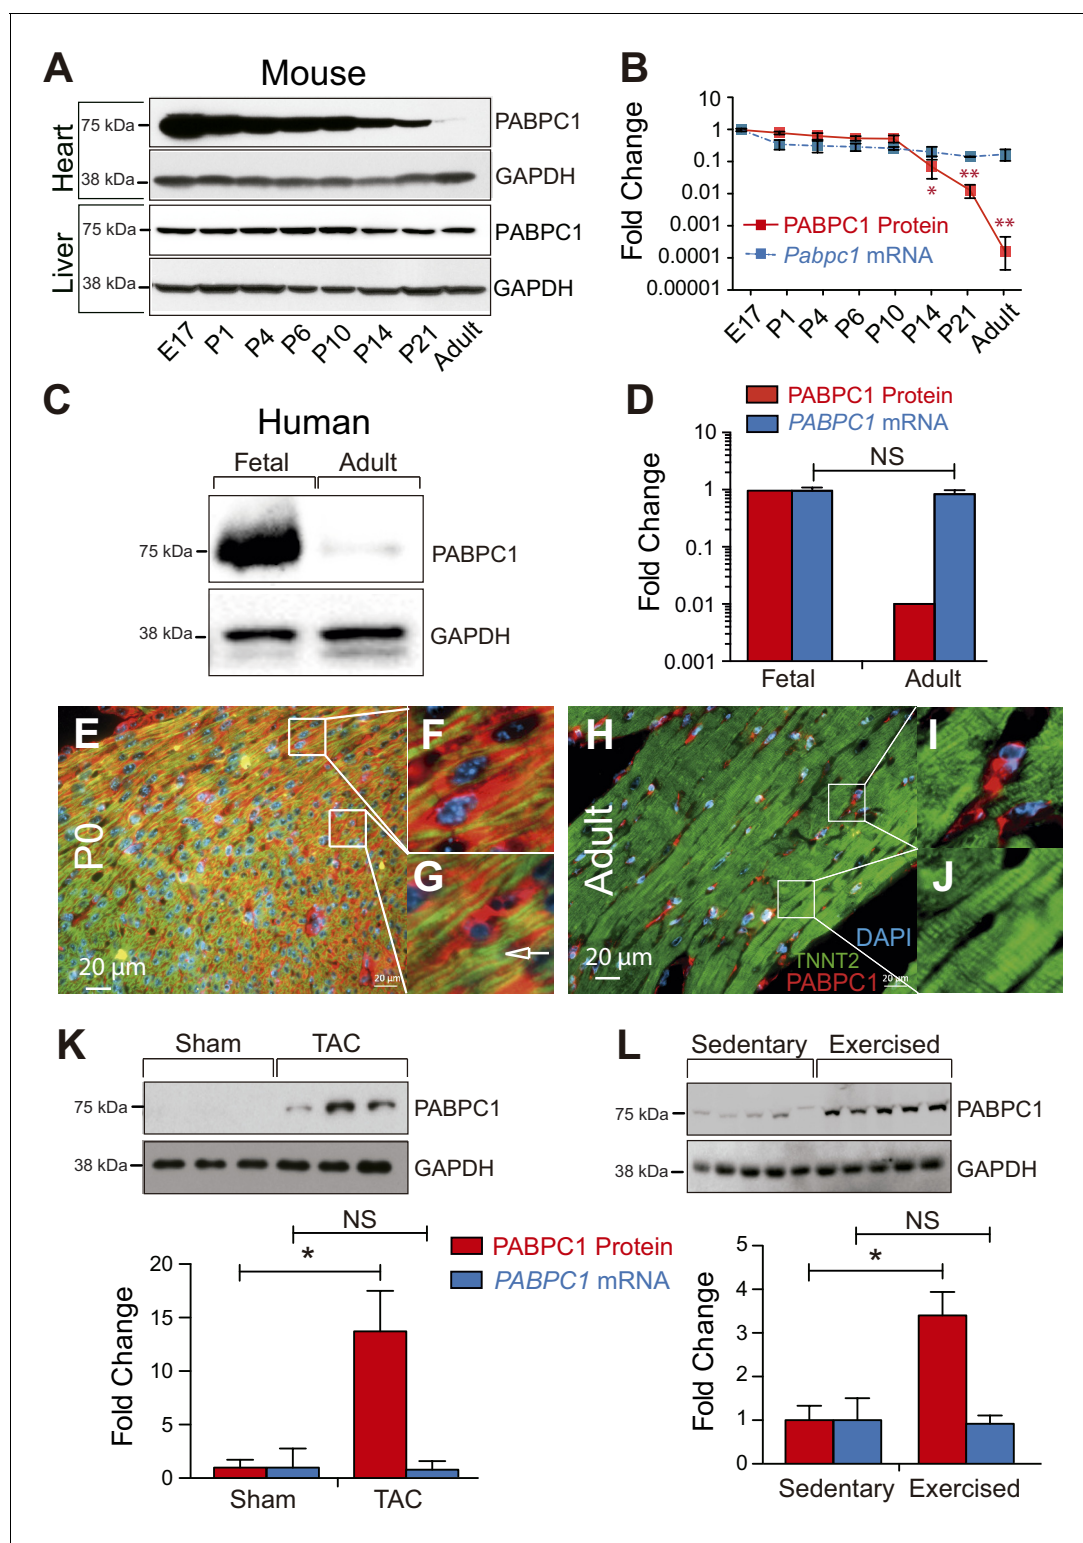 A
Mouse
Heart
75 kDa
PABPC1
38 kDa
GAPDH
Liver
75 kDa
PABPC1
38 kDa
GAPDH
E17 P1 P4 P6 P10 P14 P21 Adult
B
Fold Change
10
1
0.1
0.01
0.001
0.0001
0.00001
*
**
**
PABPC1 Protein
Pabpc1 mRNA
E17 P1 P4 P6 P10 P14 P21 Adult
C
Human
Fetal Adult
75 kDa
PABPC1
38 kDa
GAPDH
D
PABPC1 Protein
PABPC1 mRNA
Fold Change
10
1
0.1
0.01
0.001
NS
Fetal Adult
E
P0
20 µm
20 µm
F
G
H
Adult
20 µm
DAPI
TNNT2
PABPC1
20 µm
I
J
K
Sham TAC
75 kDa
PABPC1
38 kDa
GAPDH
NS
*
PABPC1 Protein
PABPC1 mRNA
Fold Change
20
15
10
5
0
Sham TAC
L
Sedentary Exercised
75 kDa
PABPC1
38 kDa
GAPDH
NS
*
Fold Change
5
4
3
2
1
0
Sedentary Exercised